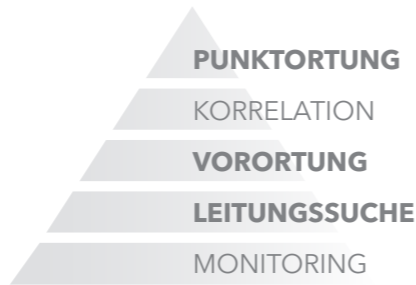 PUNKTORTUNG
KORRELATION
VORORTUNG
LEITUNGSSUCHE
MONITORING